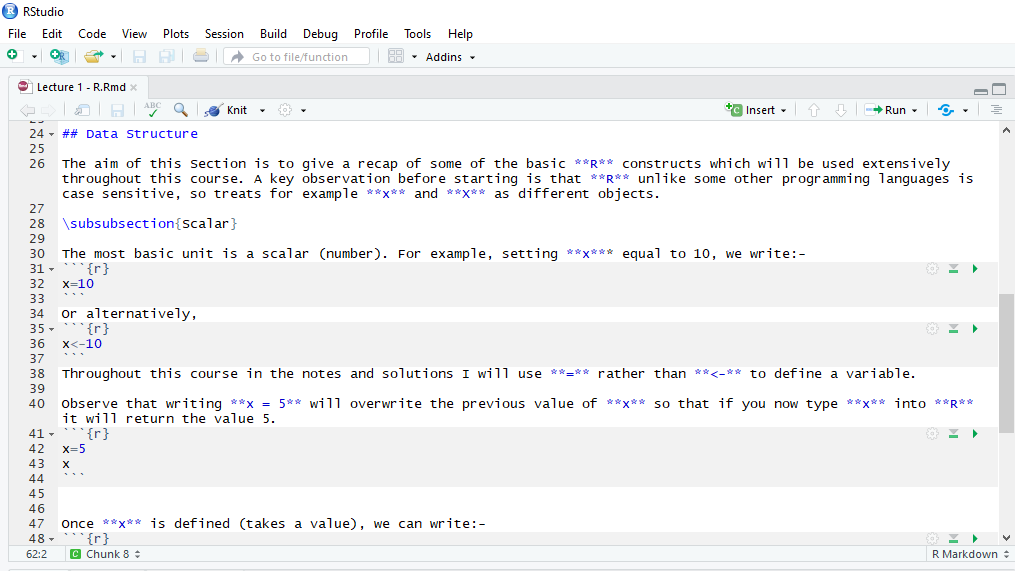 RStudio
File Edit Code View Plots Session Build Debug Profile Tools Help
Go to file/function Addins
Lecture 1 - R.Rmd
ABC Knit Insert Run
24 ## Data Structure
25
26 The aim of this Section is to give a recap of some of the basic **R** constructs which will be used extensively
throughout this course. A key observation before starting is that **R** unlike some other programming languages is
case sensitive, so treats for example **x** and **X** as different objects.
27
28 \subsubsection{Scalar}
29
30 The most basic unit is a scalar (number). For example, setting **x*** equal to 10, we write:-
31 ```{r}
32 x=10
33 ```
34 Or alternatively,
35 ```{r}
36 x<-10
37 ```
38 Throughout this course in the notes and solutions I will use **=** rather than **<-** to define a variable.
39
40 Observe that writing **x = 5** will overwrite the previous value of **x** so that if you now type **x** into **R**
it will return the value 5.
41 ```{r}
42 x=5
43 x
44 ```
45
46
47 Once **x** is defined (takes a value), we can write:-
48 ```{r}
62:2 C Chunk 8 R Markdown